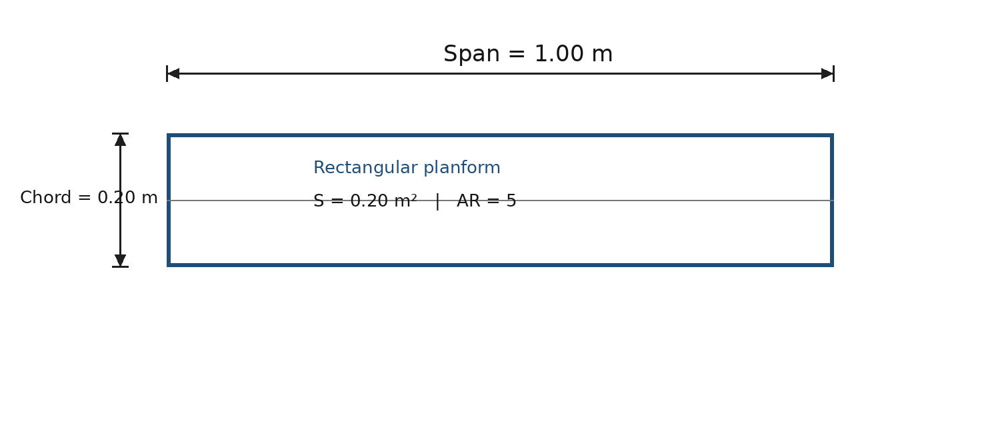 Span = 1.00 m
Rectangular planform
Chord = 0.20 m
S = 0.20 m² | AR = 5